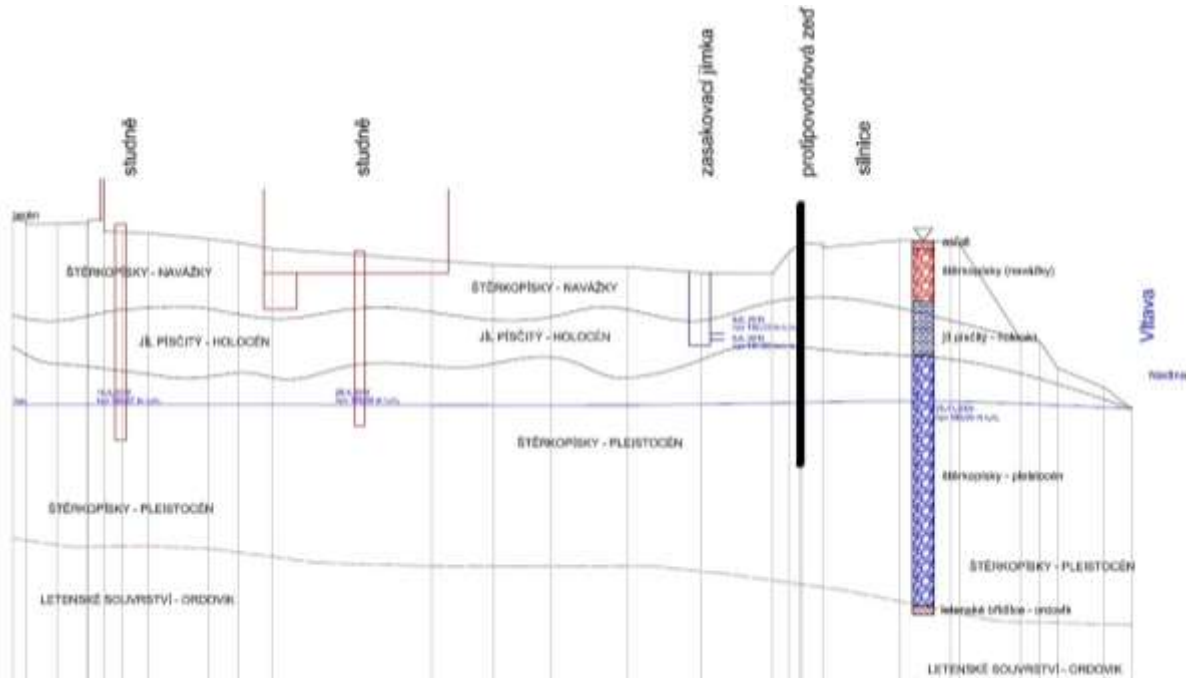 studně
studně
zasakovací jímka
protipovodňová zeď
silnice
ŠTĚRKOPÍSKY - NAVÁŽKY
ŠTĚRKOPÍSKY - NAVÁŽKY
asfalt
štěrkopísky (navážky)
Vltava
JÍL PÍSČITÝ - HOLOCÉN
JÍL PÍSČITÝ - HOLOCÉN
jíl písčitý - holocén
ŠTĚRKOPÍSKY - PLEISTOCÉN
štěrkopísky - pleistocén
ŠTĚRKOPÍSKY - PLEISTOCÉN
ŠTĚRKOPÍSKY - PLEISTOCÉN
LETENSKÉ SOUVRSTVÍ - ORDOVIK
letenské břidlice - ordovik
LETENSKÉ SOUVRSTVÍ - ORDOVIK